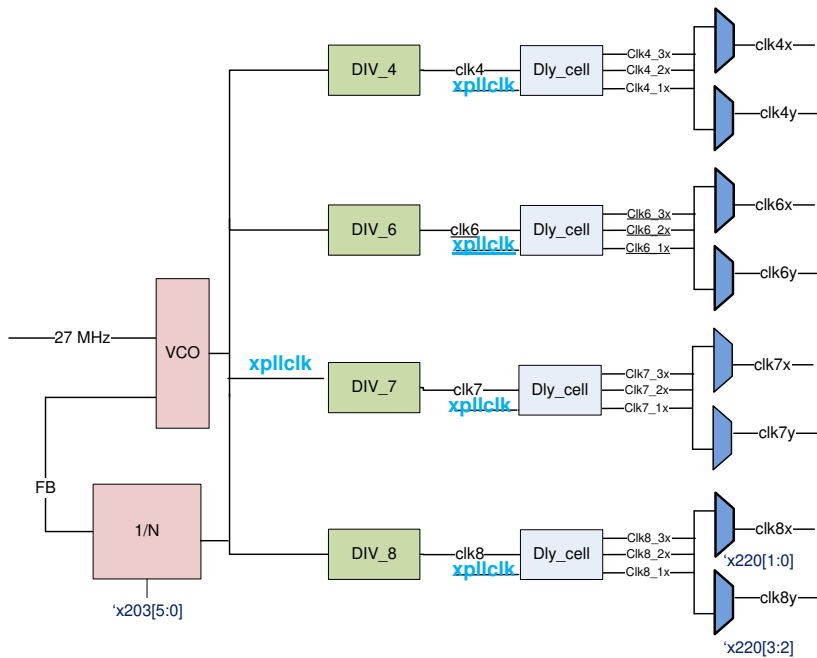 DIV_4
clk4
xpllclk
Dly_cell
Clk4_3x
Clk4_2x
Clk4_1x
clk4x
clk4y
DIV_6
clk6
xpllclk
Dly_cell
Clk6_3x
Clk6_2x
Clk6_1x
clk6x
clk6y
27 MHz
VCO
xpllclk
DIV_7
clk7
xpllclk
Dly_cell
Clk7_3x
Clk7_2x
Clk7_1x
clk7x
clk7y
FB
1/N
‘x203[5:0]
DIV_8
clk8
xpllclk
Dly_cell
Clk8_3x
Clk8_2x
Clk8_1x
clk8x
‘x220[1:0]
clk8y
‘x220[3:2]